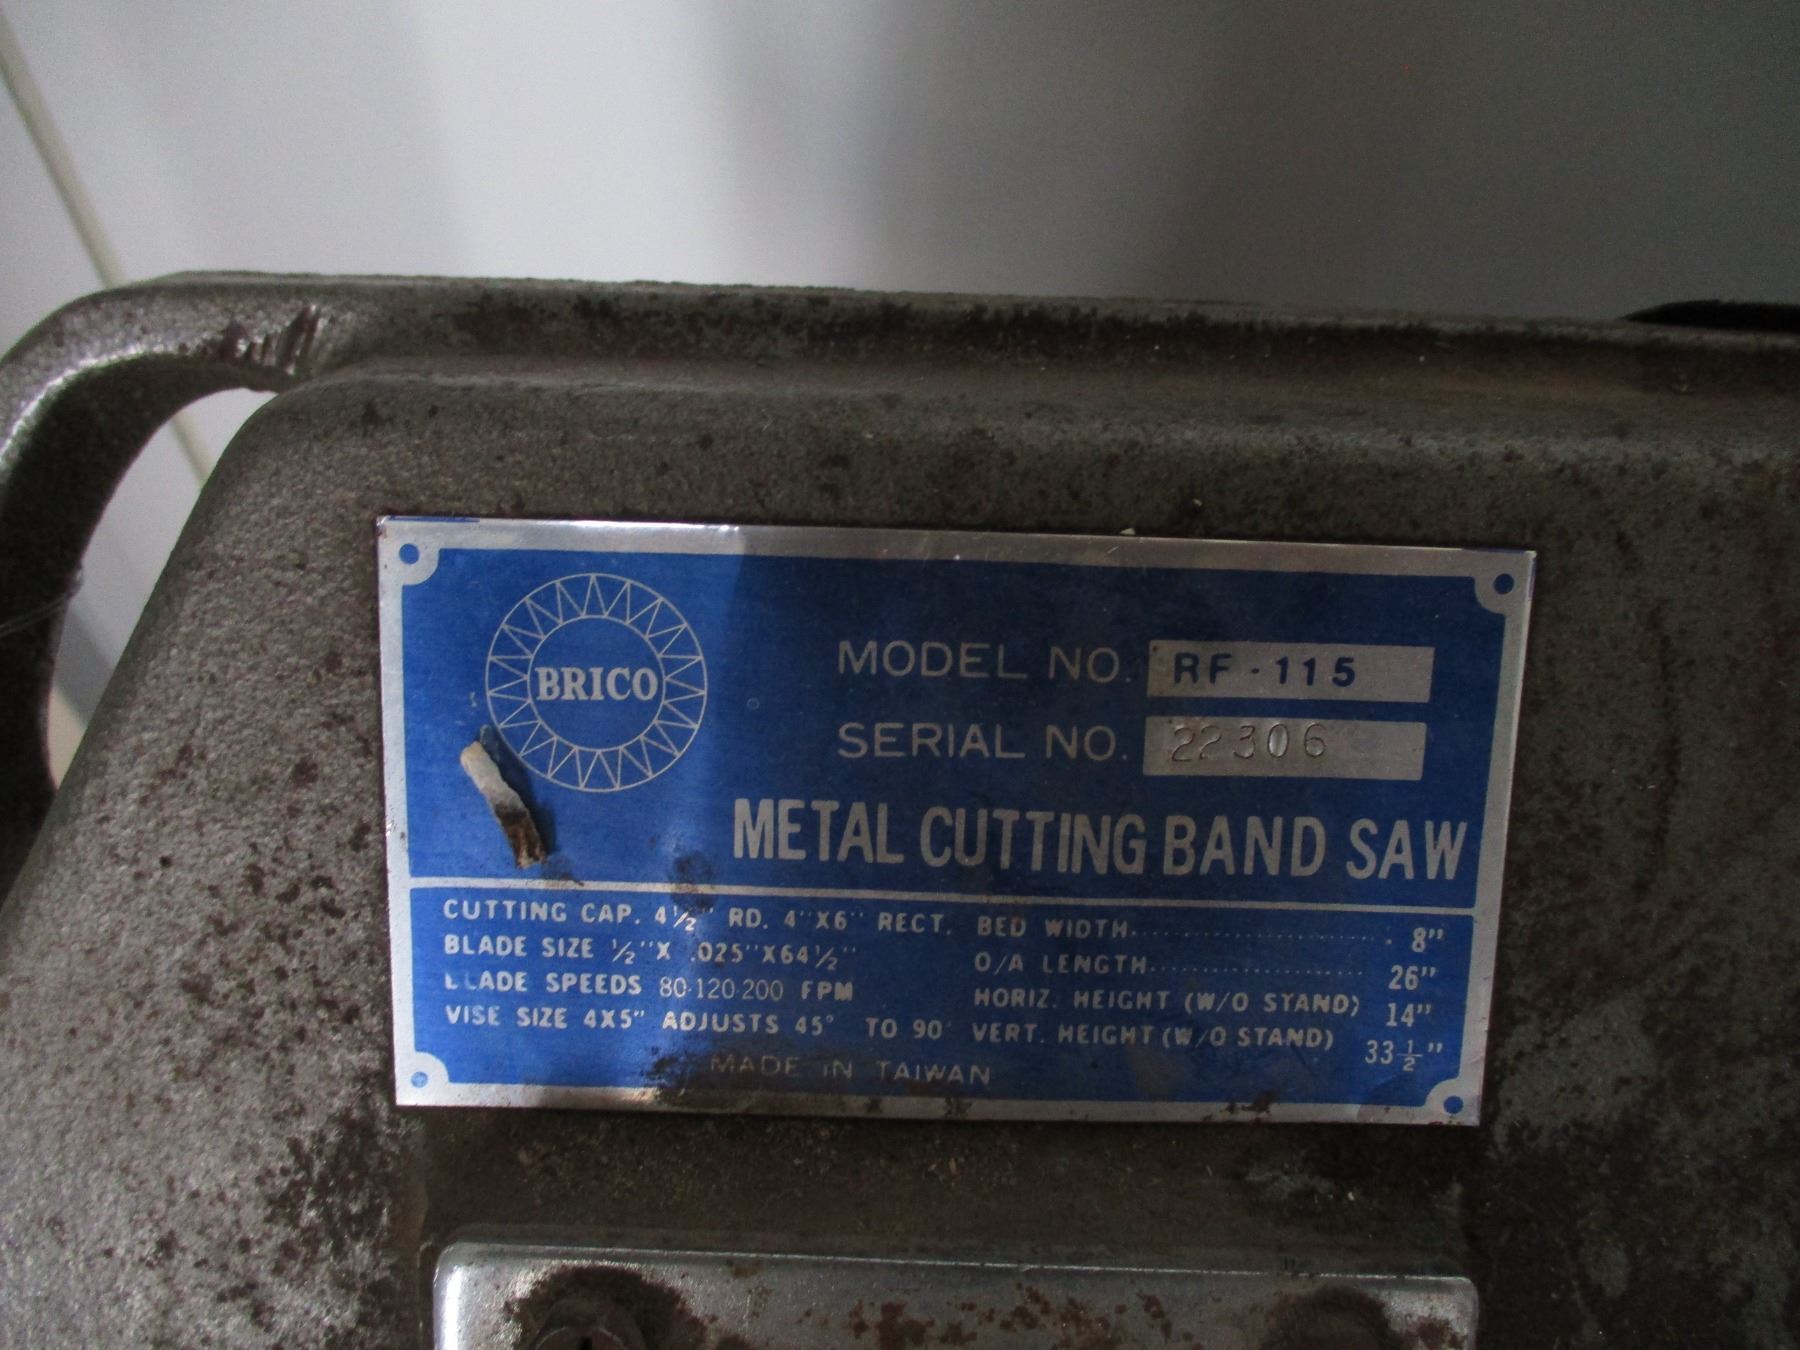 BRICO
MODEL NO. RF-115
SERIAL NO. 22306
METAL CUTTING BAND SAW
CUTTING CAP. 4½" RD. 4"X6" RECT.
BLADE SIZE ½"X .025"X64½"
BLADE SPEEDS 80-120-200 FPM
VISE SIZE 4X5" ADJUSTS 45° TO 90°
BED WIDTH 8"
O/A LENGTH 26"
HORIZ. HEIGHT (W/O STAND) 14"
VERT. HEIGHT (W/O STAND) 33½"
MADE IN TAIWAN